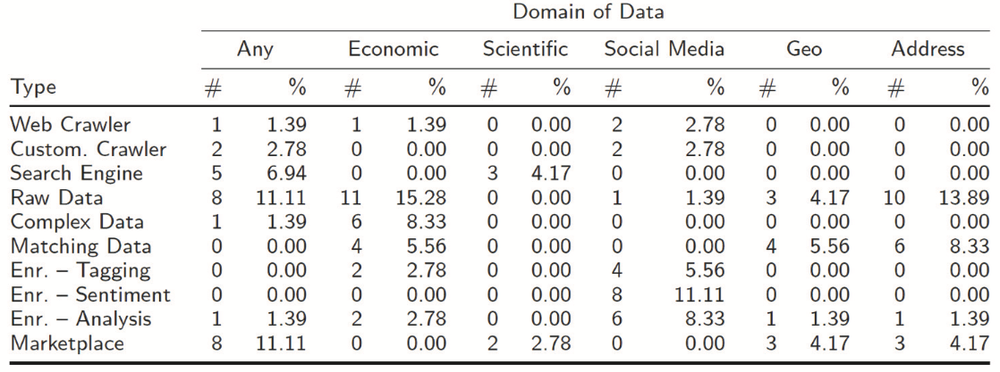 Domain of Data
Any Economic Scientific Social Media Geo Address
Type # % # % # % # % # % # %
Web Crawler 1 1.39 1 1.39 0 0.00 2 2.78 0 0.00 0 0.00
Custom. Crawler 2 2.78 0 0.00 0 0.00 2 2.78 0 0.00 0 0.00
Search Engine 5 6.94 0 0.00 3 4.17 0 0.00 0 0.00 0 0.00
Raw Data 8 11.11 11 15.28 0 0.00 1 1.39 3 4.17 10 13.89
Complex Data 1 1.39 6 8.33 0 0.00 0 0.00 0 0.00 0 0.00
Matching Data 0 0.00 4 5.56 0 0.00 0 0.00 4 5.56 6 8.33
Enr. – Tagging 0 0.00 2 2.78 0 0.00 4 5.56 0 0.00 0 0.00
Enr. – Sentiment 0 0.00 0 0.00 0 0.00 8 11.11 0 0.00 0 0.00
Enr. – Analysis 1 1.39 2 2.78 0 0.00 6 8.33 1 1.39 1 1.39
Marketplace 8 11.11 0 0.00 2 2.78 0 0.00 3 4.17 3 4.17